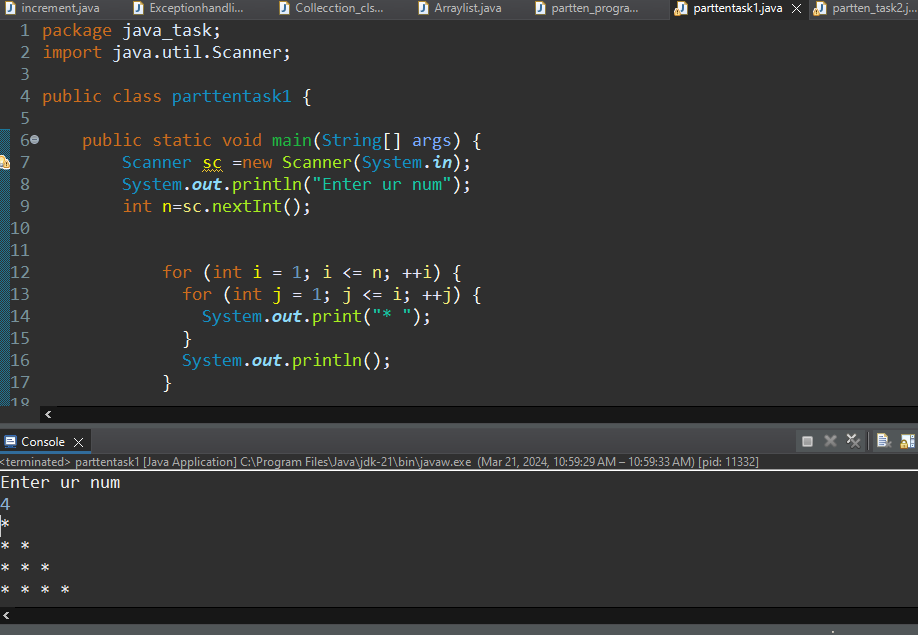 increment.java Exceptionhandli... Collecction_cls... Arraylist.java partten_progra... parttentask1.java partten_task2.j...
1 package java_task;
2 import java.util.Scanner;
3
4 public class parttentask1 {
5
6 public static void main(String[] args) {
7 Scanner sc =new Scanner(System.in);
8 System.out.println("Enter ur num");
9 int n=sc.nextInt();
10
11
12 for (int i = 1; i <= n; ++i) {
13 for (int j = 1; j <= i; ++j) {
14 System.out.print("* ");
15 }
16 System.out.println();
17 }
18
Console
<terminated> parttentask1 [Java Application] C:\Program Files\Java\jdk-21\bin\javaw.exe (Mar 21, 2024, 10:59:29 AM – 10:59:33 AM) [pid: 11332]
Enter ur num
4
*
* *
* * *
* * * *